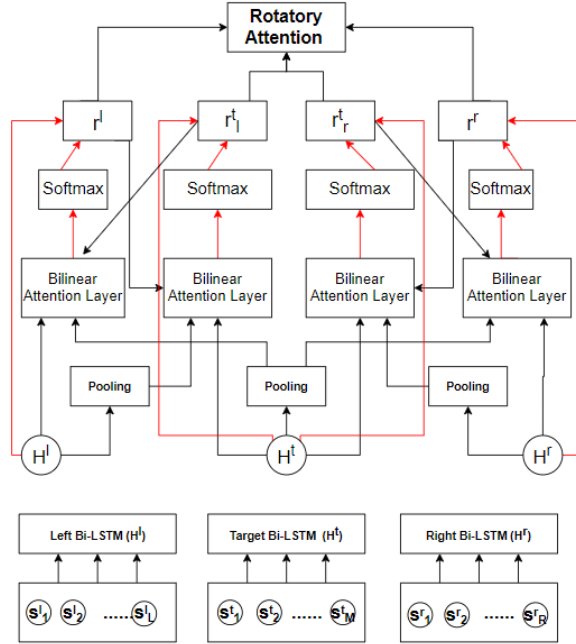 Rotatory
Attention
r^l
r^t_l
r^t_r
r^r
Softmax
Softmax
Softmax
Softmax
Bilinear
Attention Layer
Bilinear
Attention Layer
Bilinear
Attention Layer
Bilinear
Attention Layer
Pooling
Pooling
Pooling
H^l
H^t
H^r
Left Bi-LSTM (H^l)
Target Bi-LSTM (H^t)
Right Bi-LSTM (H^r)
s^l_1 s^l_2 ......s^l_L
s^t_1 s^t_2 ...... s^t_M
s^r_1 s^r_2 ...... s^r_R